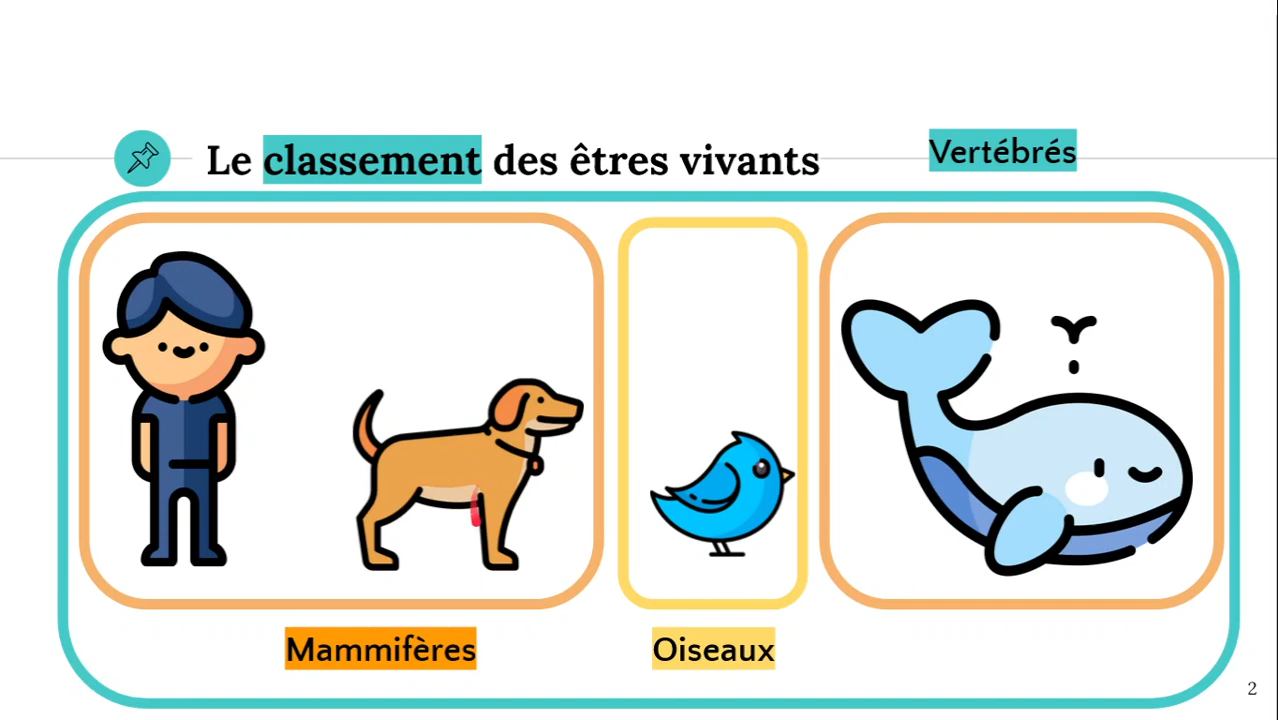 Le classement des êtres vivants
Vertébrés
Mammifères
Oiseaux
2